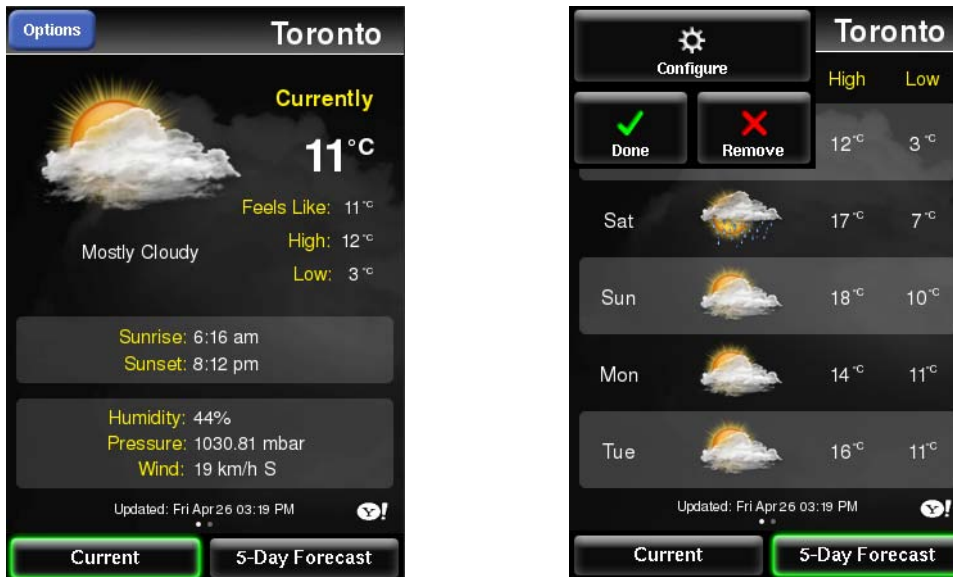 Options
Toronto
Currently
11°C
Feels Like: 11°C
High: 12°C
Low: 3°C
Mostly Cloudy
Sunrise: 6:16 am
Sunset: 8:12 pm
Humidity: 44%
Pressure: 1030.81 mbar
Wind: 19 km/h S
Updated: Fri Apr 26 03:19 PM
Y!
Current 5-Day Forecast
Configure
Done Remove
Toronto
High Low
12°C 3°C
Sat 17°C 7°C
Sun 18°C 10°C
Mon 14°C 11°C
Tue 16°C 11°C
Updated: Fri Apr 26 03:19 PM
Y!
Current 5-Day Forecast